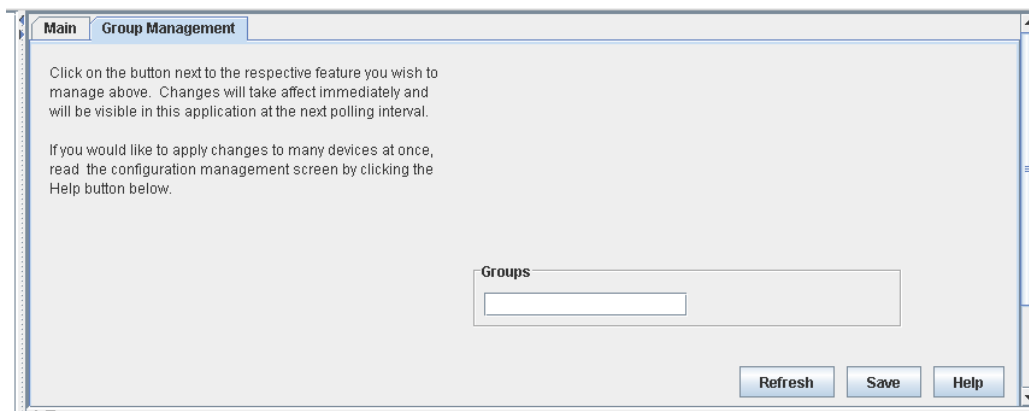 Main
Group Management
Click on the button next to the respective feature you wish to
manage above. Changes will take affect immediately and
will be visible in this application at the next polling interval.
If you would like to apply changes to many devices at once,
read the configuration management screen by clicking the
Help button below.
Groups
Refresh
Save
Help